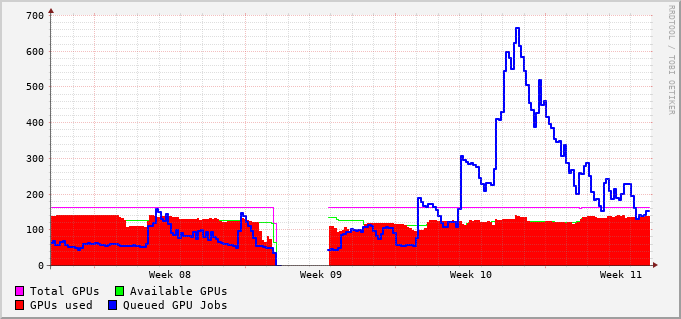 700
600
500
400
300
200
100
0
Week 08 Week 09 Week 10 Week 11
Total GPUs Available GPUs
GPUs used Queued GPU Jobs
RRDTOOL / TOBI OETIKER